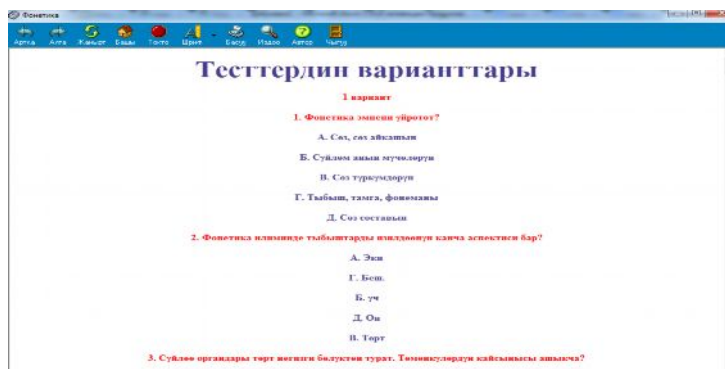 Фонетика
Артка Алга Жаңырт Башы Токто Шрифт Басуу Издөө Автор Чыгуу
Тесттердин варианттары
1 вариант
1. Фонетика эмнени үйрөтөт?
А. Сөз, сөз айкашын
Б. Сүйлөм анын мүчөлөрүн
В. Сөз түркүмдөрүн
Г. Тыбыш, тамга, фонеманы
Д. Сөз составын
2. Фонетика илиминде тыбыштарды изилдөөнүн канча аспектиси бар?
А. Эки
Г. Беш.
Б. үч
Д. Он
В. Төрт
3. Сүйлөө органдары төрт негизги бөлүктөн турат. Төмөнкүлөрдүн кайсынысы ашыкча?